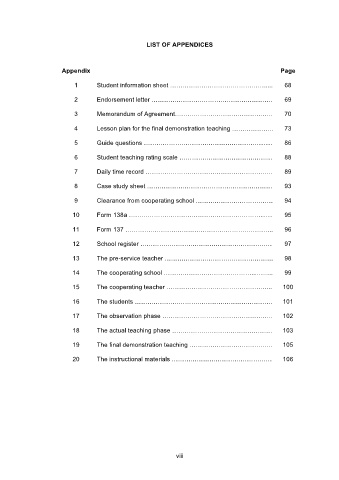 LIST OF APPENDICES
Appendix Page
1 Student information sheet ................................................ 68
2 Endorsement letter ......................................................... 69
3 Memorandum of Agreement.............................................. 70
4 Lesson plan for the final demonstration teaching .................... 73
5 Guide questions ............................................................. 86
6 Student teaching rating scale ............................................ 88
7 Daily time record ............................................................ 89
8 Case study sheet ............................................................ 93
9 Clearance from cooperating school ..................................... 94
10 Form 138a .................................................................... 95
11 Form 137 ...................................................................... 96
12 School register ............................................................... 97
13 The pre-service teacher ................................................... 98
14 The cooperating school .................................................... 99
15 The cooperating teacher .................................................. 100
16 The students ................................................................. 101
17 The observation phase .................................................... 102
18 The actual teaching phase ............................................... 103
19 The final demonstration teaching ....................................... 105
20 The instructional materials ............................................... 106
viii